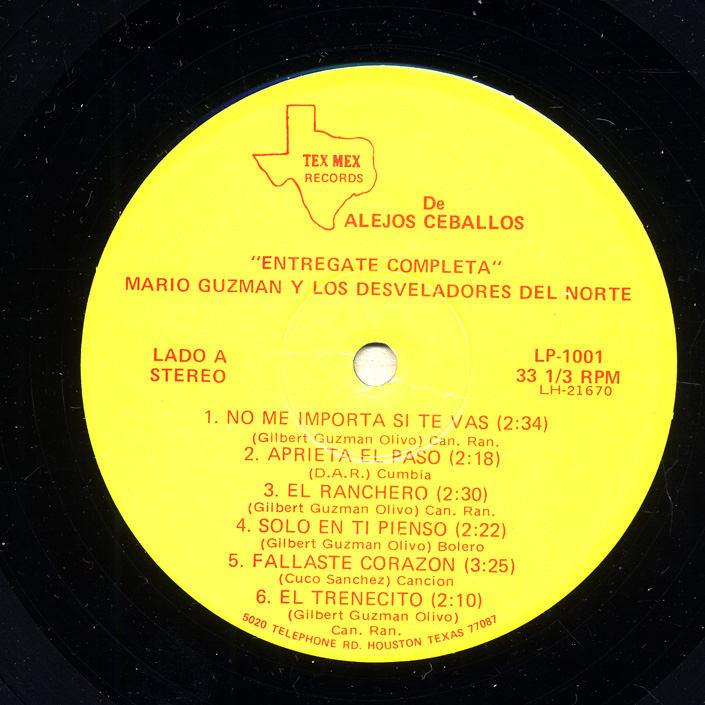 TEX MEX
RECORDS
De
ALEJOS CEBALLOS
"ENTREGATE COMPLETA"
MARIO GUZMAN Y LOS DESVELADORES DEL NORTE
LADO A
STEREO
LP-1001
33 1/3 RPM
LH-21670
1. NO ME IMPORTA SI TE VAS (2:34)
(Gilbert Guzman Olivo) Can. Ran.
2. APRIETA EL PASO (2:18)
(D.A.R.) Cumbia
3. EL RANCHERO (2:30)
(Gilbert Guzman Olivo) Can. Ran.
4. SOLO EN TI PIENSO (2:22)
(Gilbert Guzman Olivo) Bolero
5. FALLASTE CORAZON (3:25)
(Cuco Sanchez) Cancion
6. EL TRENECITO (2:10)
(Gilbert Guzman Olivo)
Can. Ran.
5020 TELEPHONE RD. HOUSTON TEXAS 77087